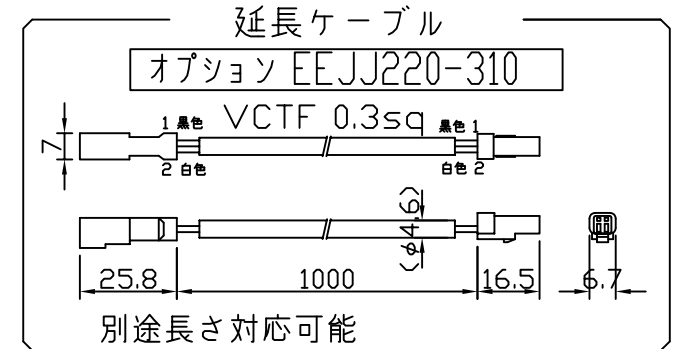 延長ケーブル
オプション EEJJ220-310
VCTF 0.3sq
1 黒色
黒色 1
7
2 白色
白色 2
(φ4.6)
25.8
1000
16.5
6.7
別途長さ対応可能